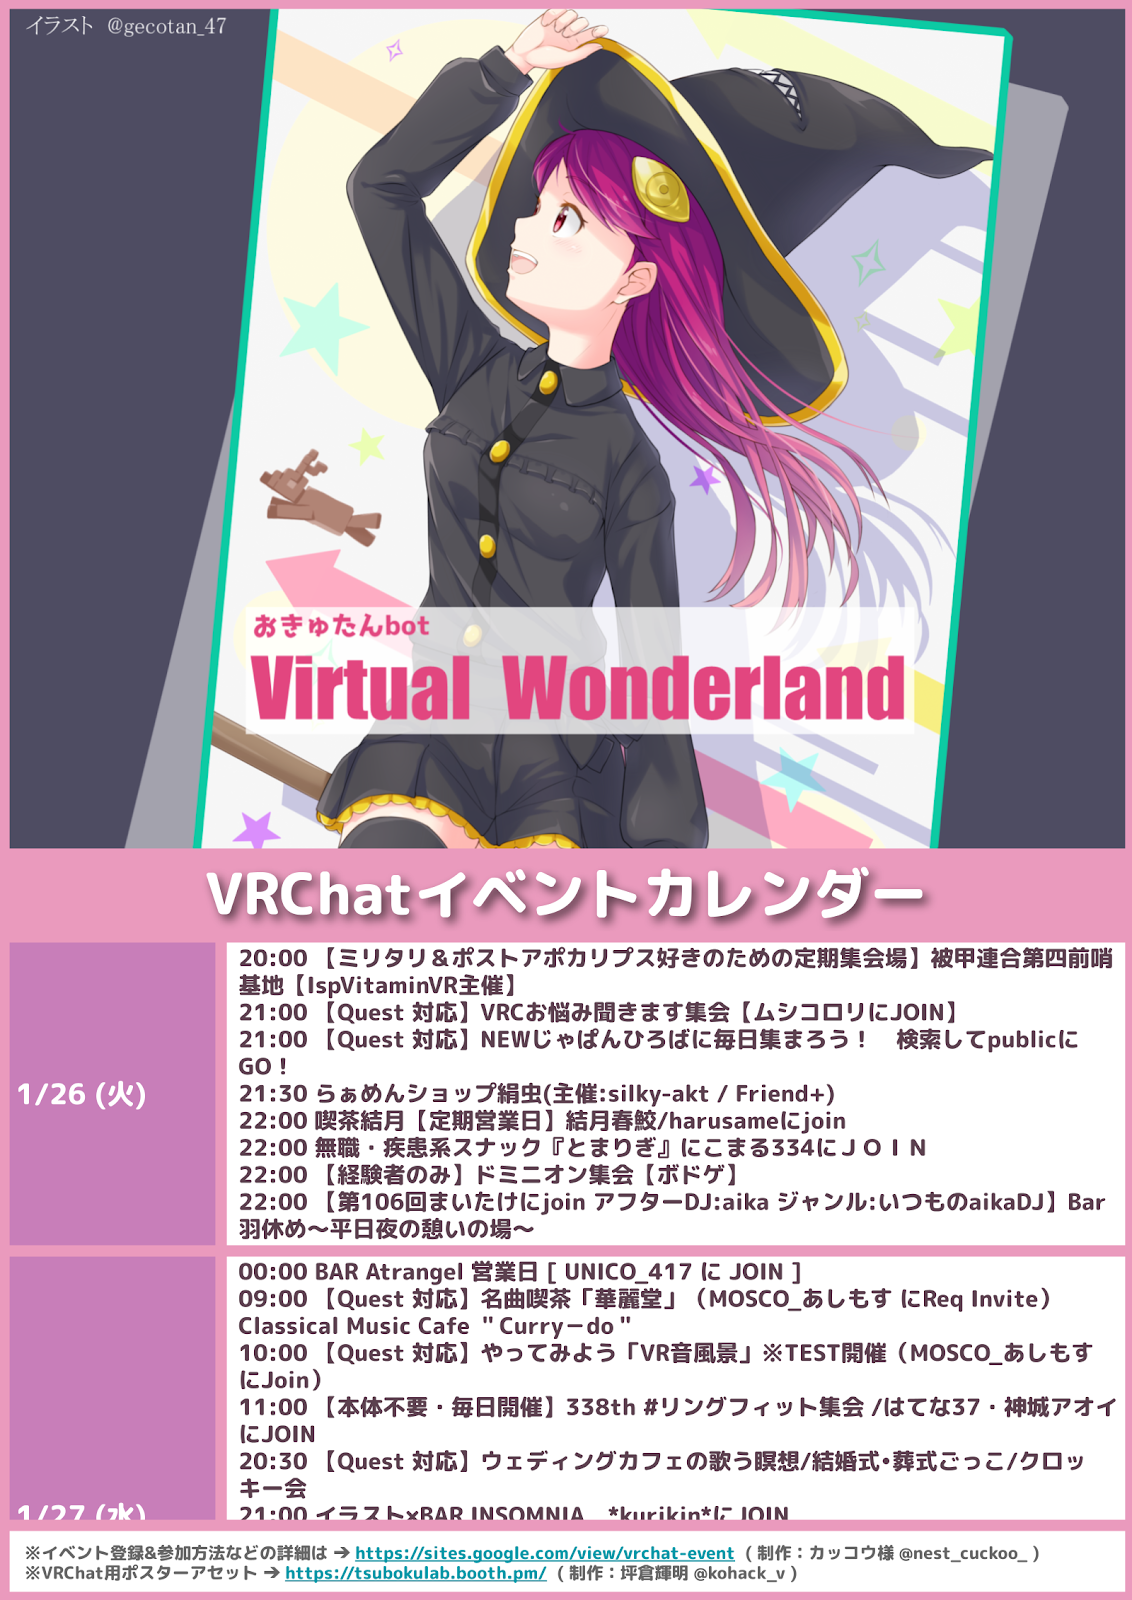 イラスト @gecotan_47
おきゅたんbot
Virtual Wonderland
VRChatイベントカレンダー
1/26 (火)
20:00 【ミリタリ＆ポストアポカリプス好きのための定期集会場】被甲連合第四前哨
基地【IspVitaminVR主催】
21:00 【Quest 対応】VRCお悩み聞きます集会【ムシコロリにJOIN】
21:00 【Quest 対応】NEWじゃぱんひろばに毎日集まろう！　検索してpublicに
GO！
21:30 らぁめんショップ絹虫(主催:silky-akt / Friend+)
22:00 喫茶結月【定期営業日】結月春鮫/harusameにjoin
22:00 無職・疾患系スナック『とまりぎ』にこまる334にＪＯＩＮ
22:00 【経験者のみ】ドミニオン集会【ボドゲ】
22:00 【第106回まいたけにjoin アフターDJ:aika ジャンル:いつものaikaDJ】Bar
羽休め～平日夜の憩いの場～
1/27 (水)
00:00 BAR Atrangel 営業日 [ UNICO_417 に JOIN ]
09:00 【Quest 対応】名曲喫茶「華麗堂」（MOSCO_あしもす にReq Invite）
Classical Music Cafe ＂Curry－do＂
10:00 【Quest 対応】やってみよう「VR音風景」※TEST開催（MOSCO_あしもす
にJoin）
11:00 【本体不要・毎日開催】338th #リングフィット集会 /はてな37・神城アオイ
にJOIN
20:30 【Quest 対応】ウェディングカフェの歌う瞑想/結婚式・葬式ごっこ/クロッ
キー会
21:00 イラスト×BAR INSOMNIA　*kurikin*に JOIN
※イベント登録&参加方法などの詳細は → https://sites.google.com/view/vrchat-event （ 制作：カッコウ様 @nest_cuckoo_ ）
※VRChat用ポスターアセット → https://tsubokulab.booth.pm/ （ 制作：坪倉輝明 @kohack_v ）